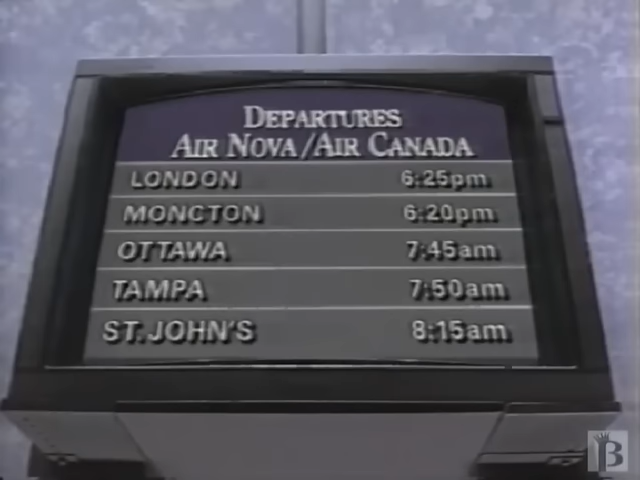 DEPARTURES
AIR NOVA/AIR CANADA
LONDON 6:25pm
MONCTON 6:20pm
OTTAWA 7:45am
TAMPA 7:50am
ST. JOHN'S 8:15am
B